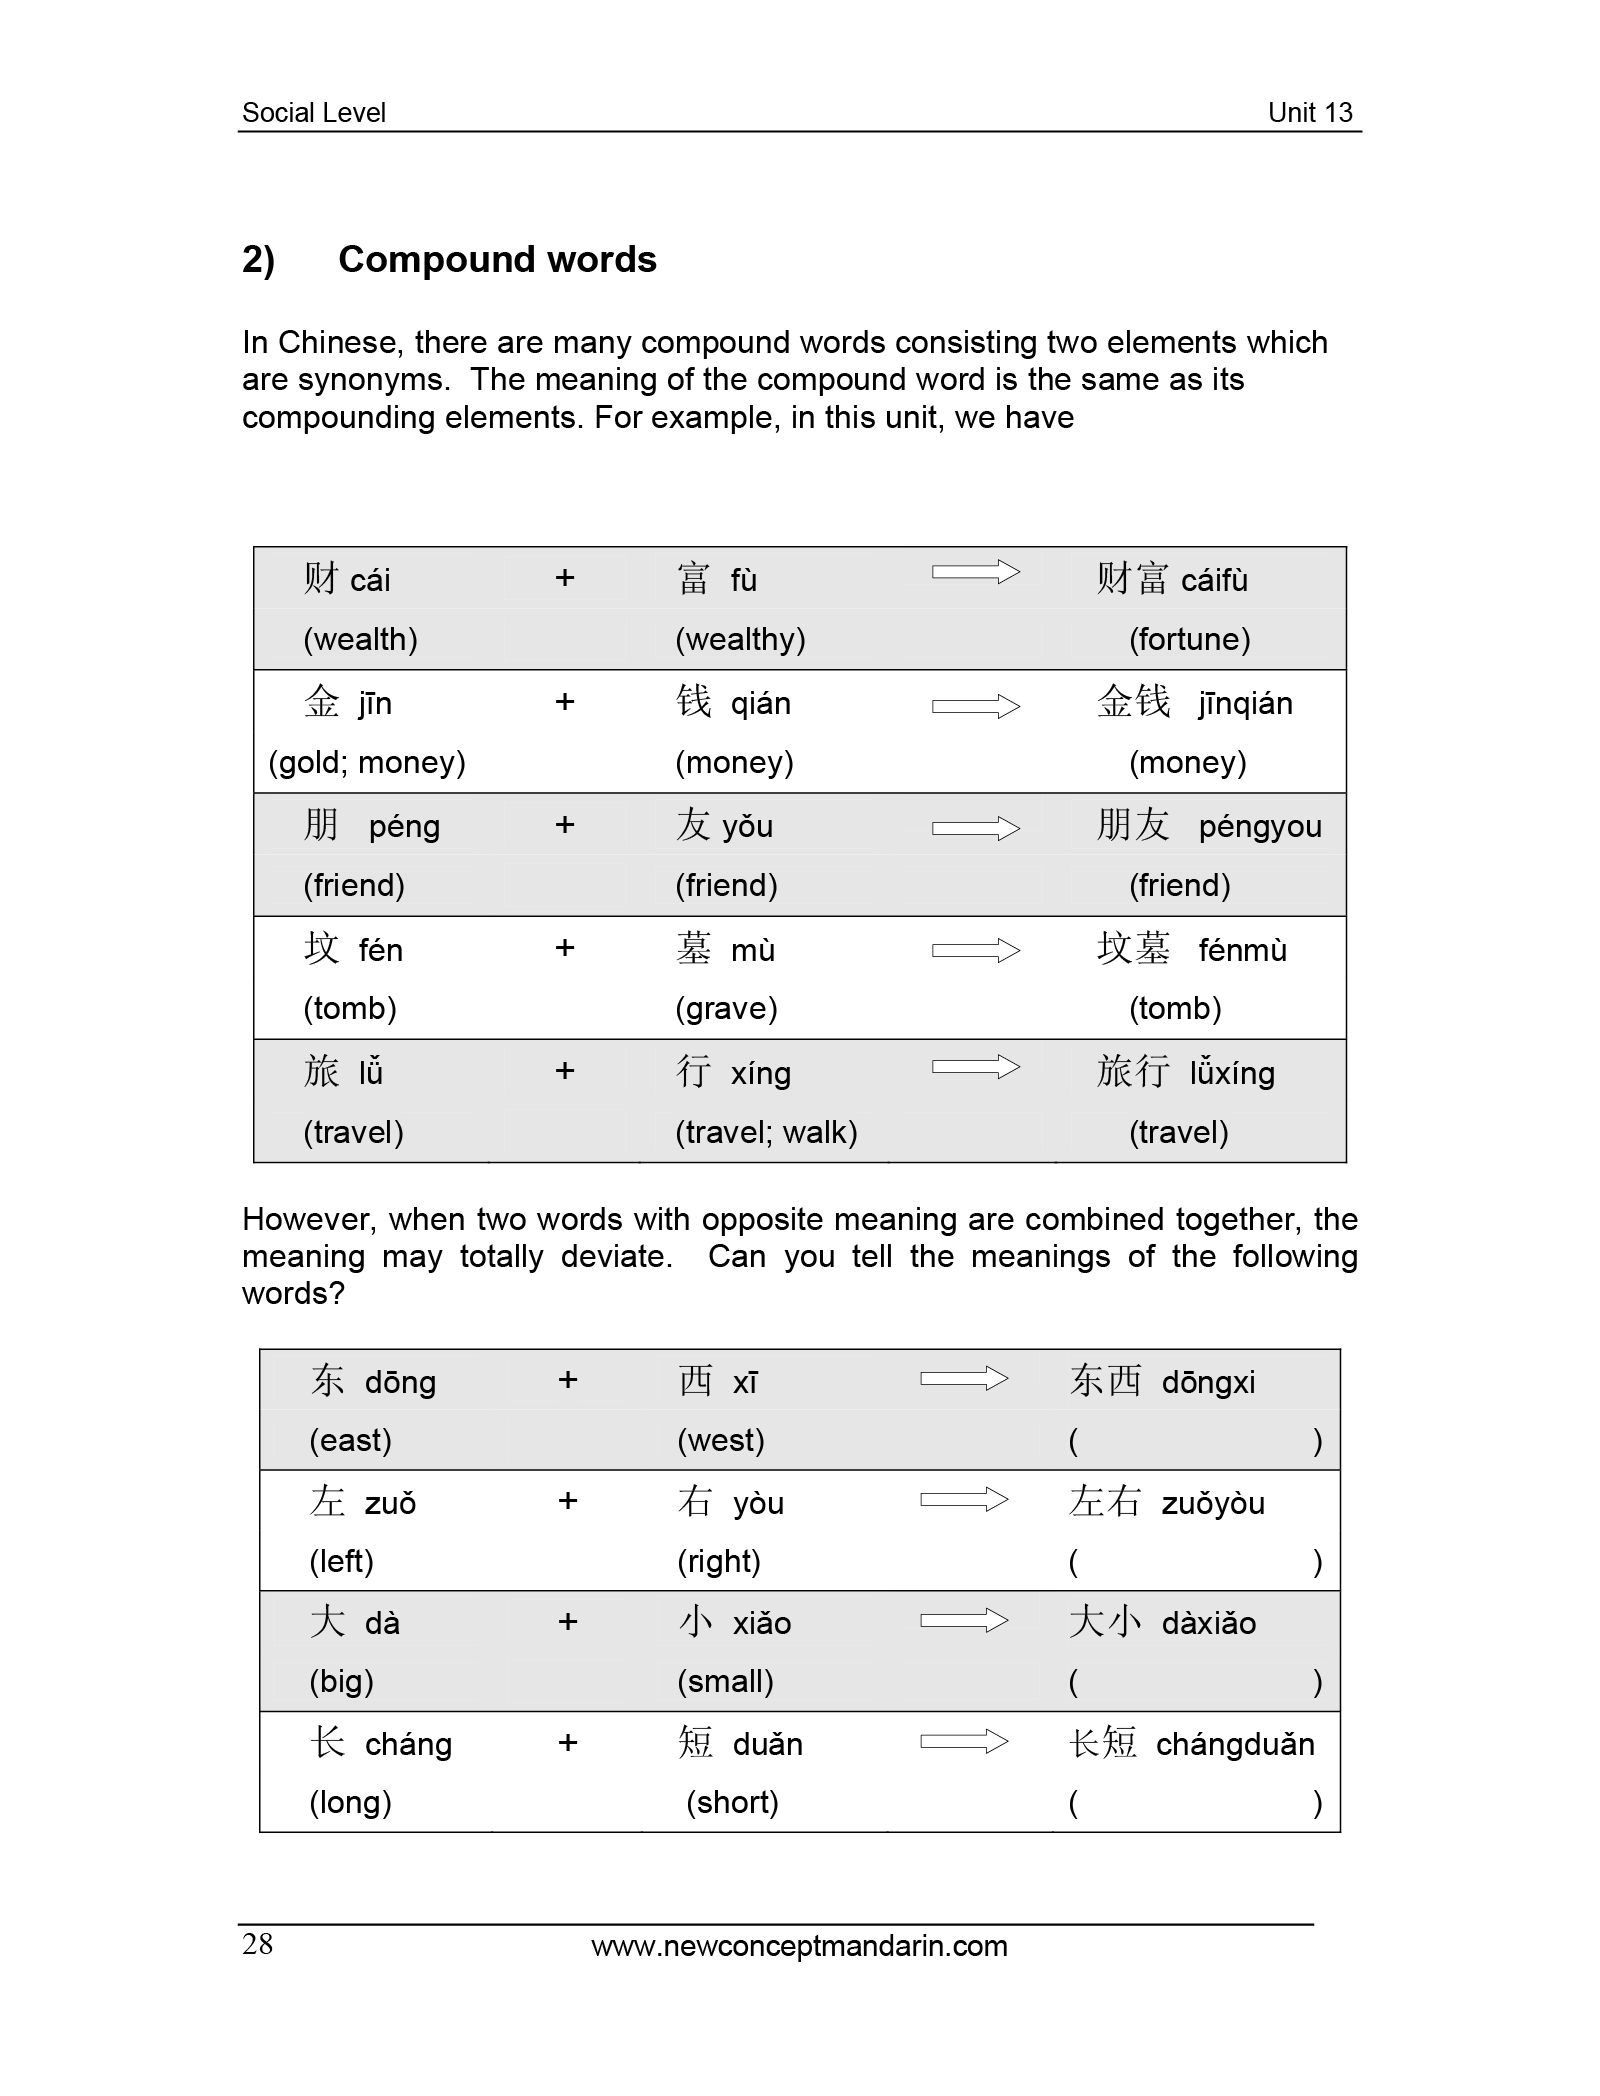 Social Level Unit 13
2) Compound words
In Chinese, there are many compound words consisting two elements which
are synonyms. The meaning of the compound word is the same as its
compounding elements. For example, in this unit, we have
财 cái + 富 fù 财富 cáifù
(wealth) (wealthy) (fortune)
金 jīn + 钱 qián 金钱 jīnqián
(gold; money) (money) (money)
朋 péng + 友 yǒu 朋友 péngyou
(friend) (friend) (friend)
坟 fén + 墓 mù 坟墓 fénmù
(tomb) (grave) (tomb)
旅 lǚ + 行 xíng 旅行 lǚxíng
(travel) (travel; walk) (travel)
However, when two words with opposite meaning are combined together, the
meaning may totally deviate. Can you tell the meanings of the following
words?
东 dōng + 西 xī 东西 dōngxi
(east) (west) ( )
左 zuǒ + 右 yòu 左右 zuǒyòu
(left) (right) ( )
大 dà + 小 xiǎo 大小 dàxiǎo
(big) (small) ( )
长 cháng + 短 duǎn 长短 chángduǎn
(long) (short) ( )
28 www.newconceptmandarin.com